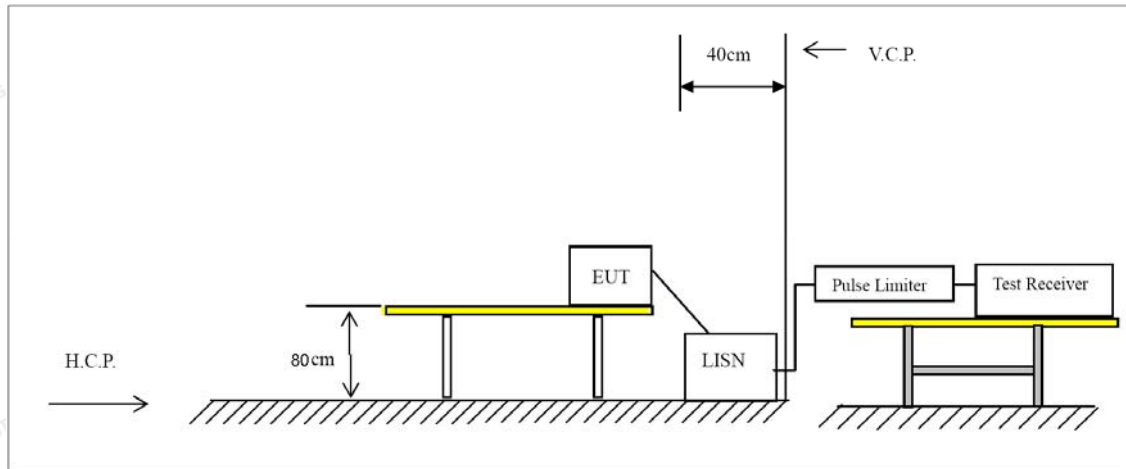 40cm
V.C.P.
EUT
Pulse Limiter
Test Receiver
80cm
LISN
H.C.P.